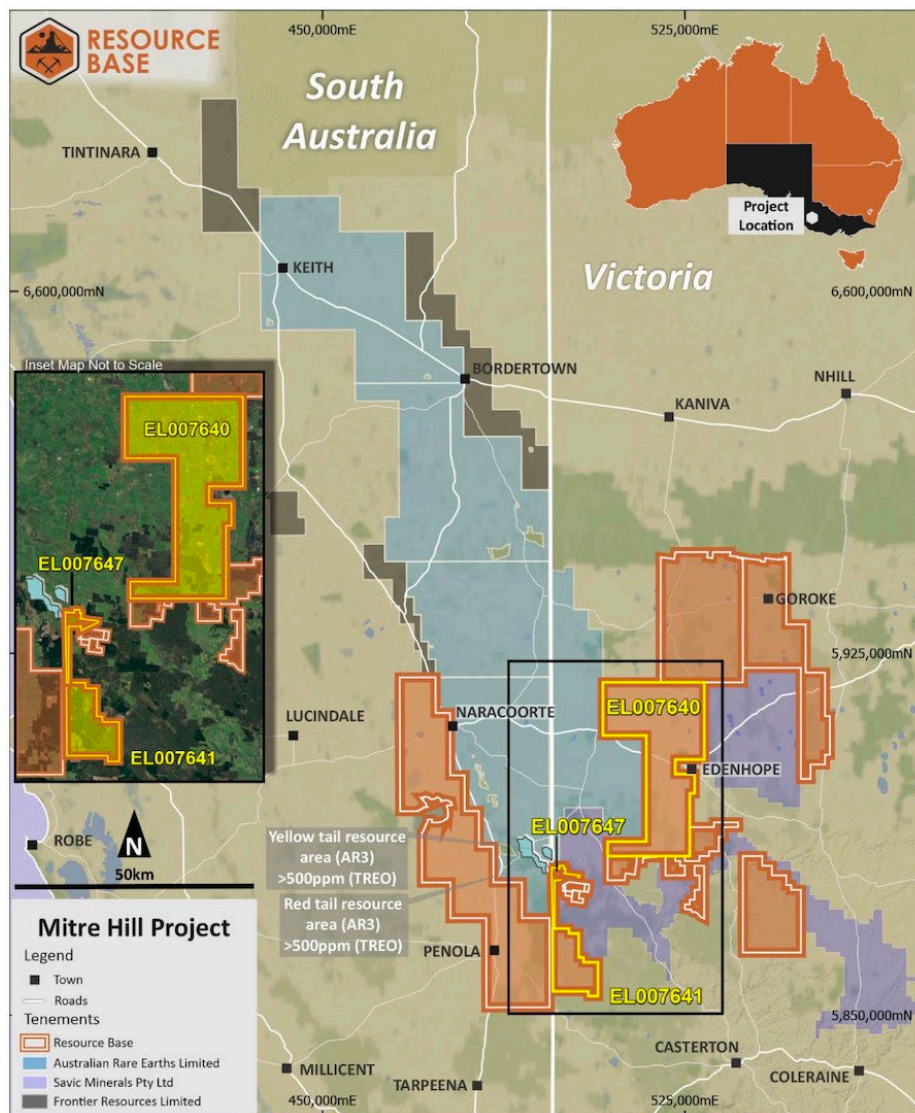 RESOURCE
BASE
450,000mE
525,000mE
South
Australia
TINTINARA
Project
Location
KEITH
Victoria
6,600,000mN
6,600,000mN
Inset Map Not to Scale
BORDERTOWN
NHILL
KANIVA
EL007640
EL007647
EL007641
GOROKE
5,925,000mN
LUCINDALE
NARACOORTE
EL007640
EDENHOPE
EL007647
ROBE
N
50km
Yellow tail resource
area (AR3)
>500ppm (TREO)
Red tail resource
area (AR3)
>500ppm (TREO)
PENOLA
EL007641
5,850,000mN
Mitre Hill Project
Legend
Town
Roads
Tenements
Resource Base
Australian Rare Earths Limited
Savic Minerals Pty Ltd
Frontier Resources Limited
MILLICENT
TARPEENA
CASTERTON
COLERAINE
450,000mE
525,000mE